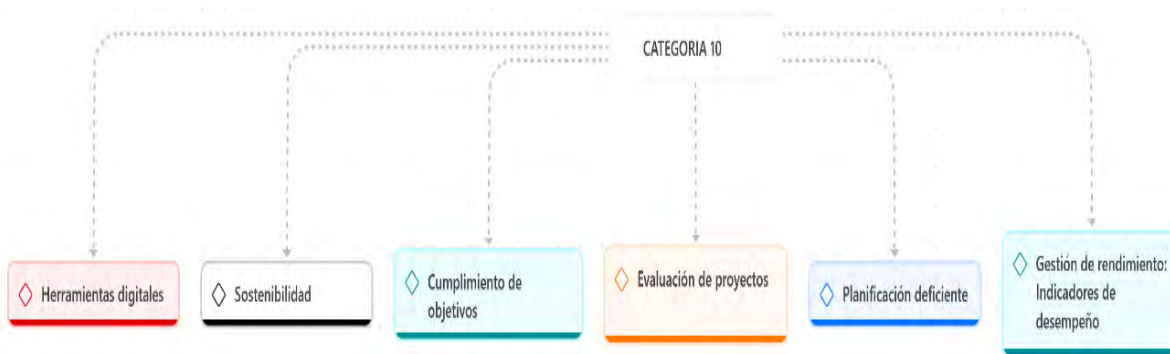 CATEGORIA 10
Herramientas digitales
Sostenibilidad
Cumplimiento de
objetivos
Evaluación de proyectos
Planificación deficiente
Gestión de rendimiento:
Indicadores de
desempeño